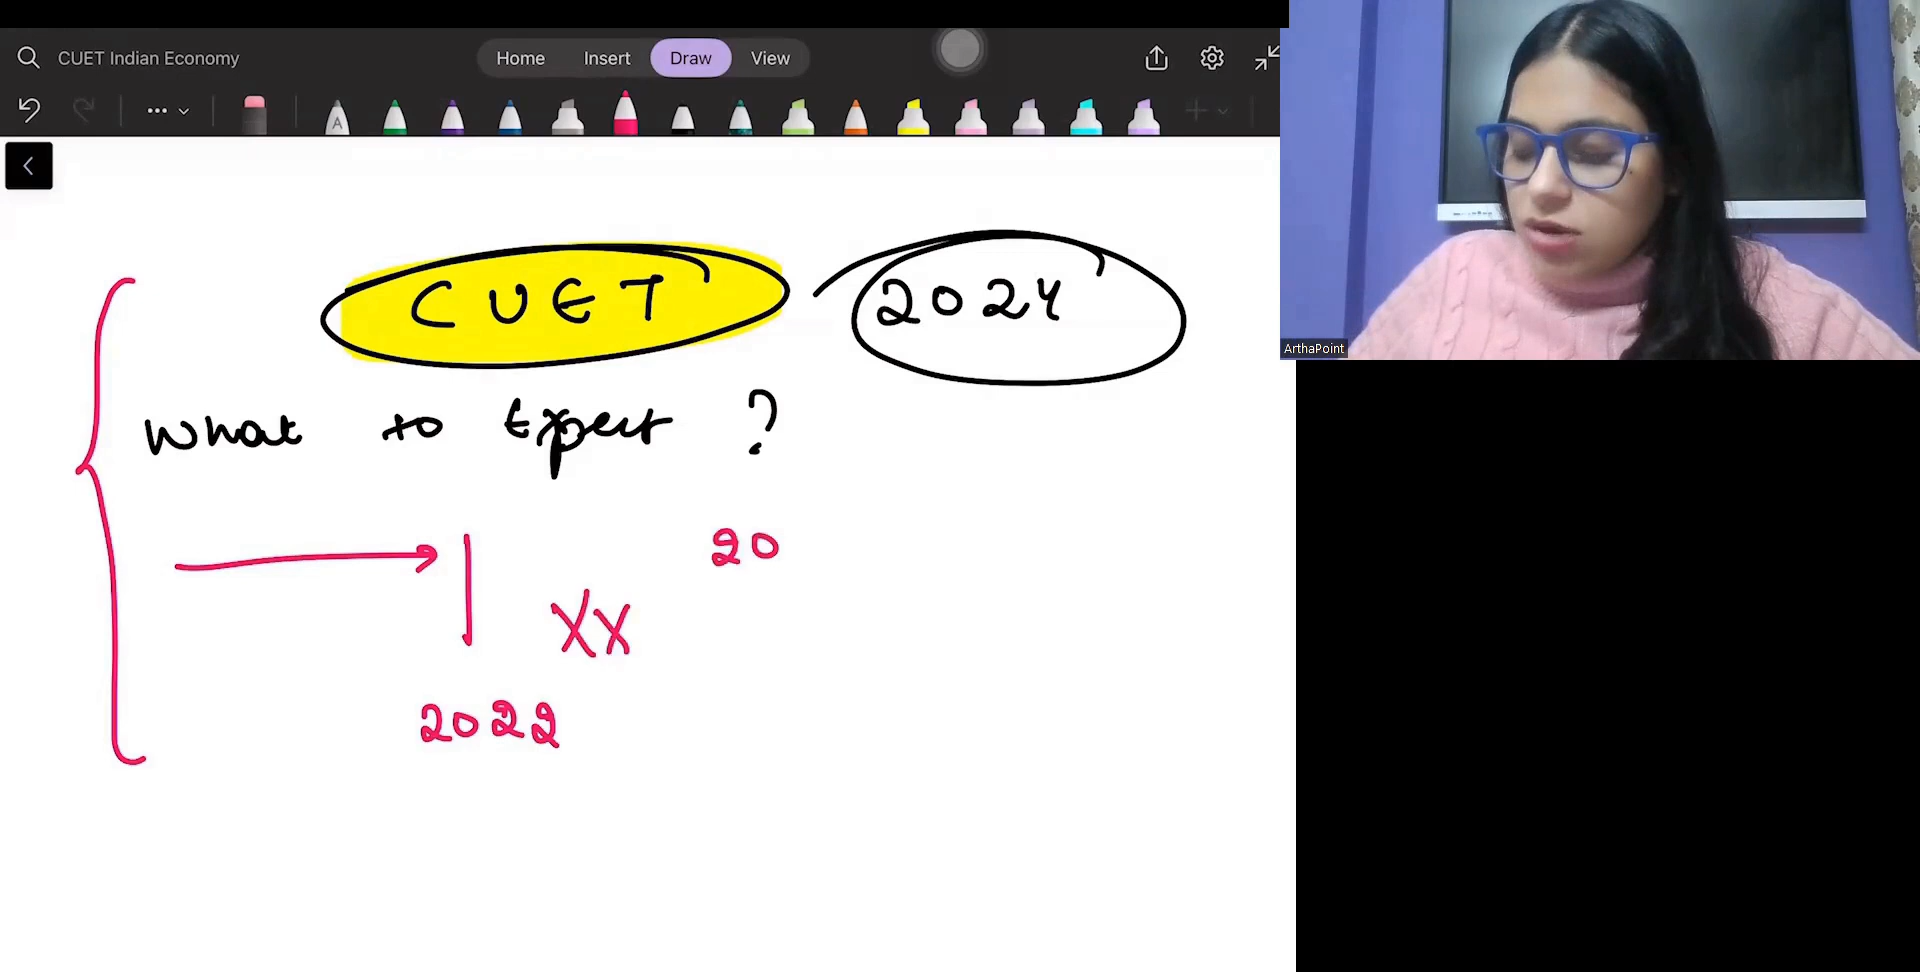 CUET Indian Economy
Home Insert Draw View
A
CUET 2024
What to Expect ?
20
XX
2022
ArthaPoint